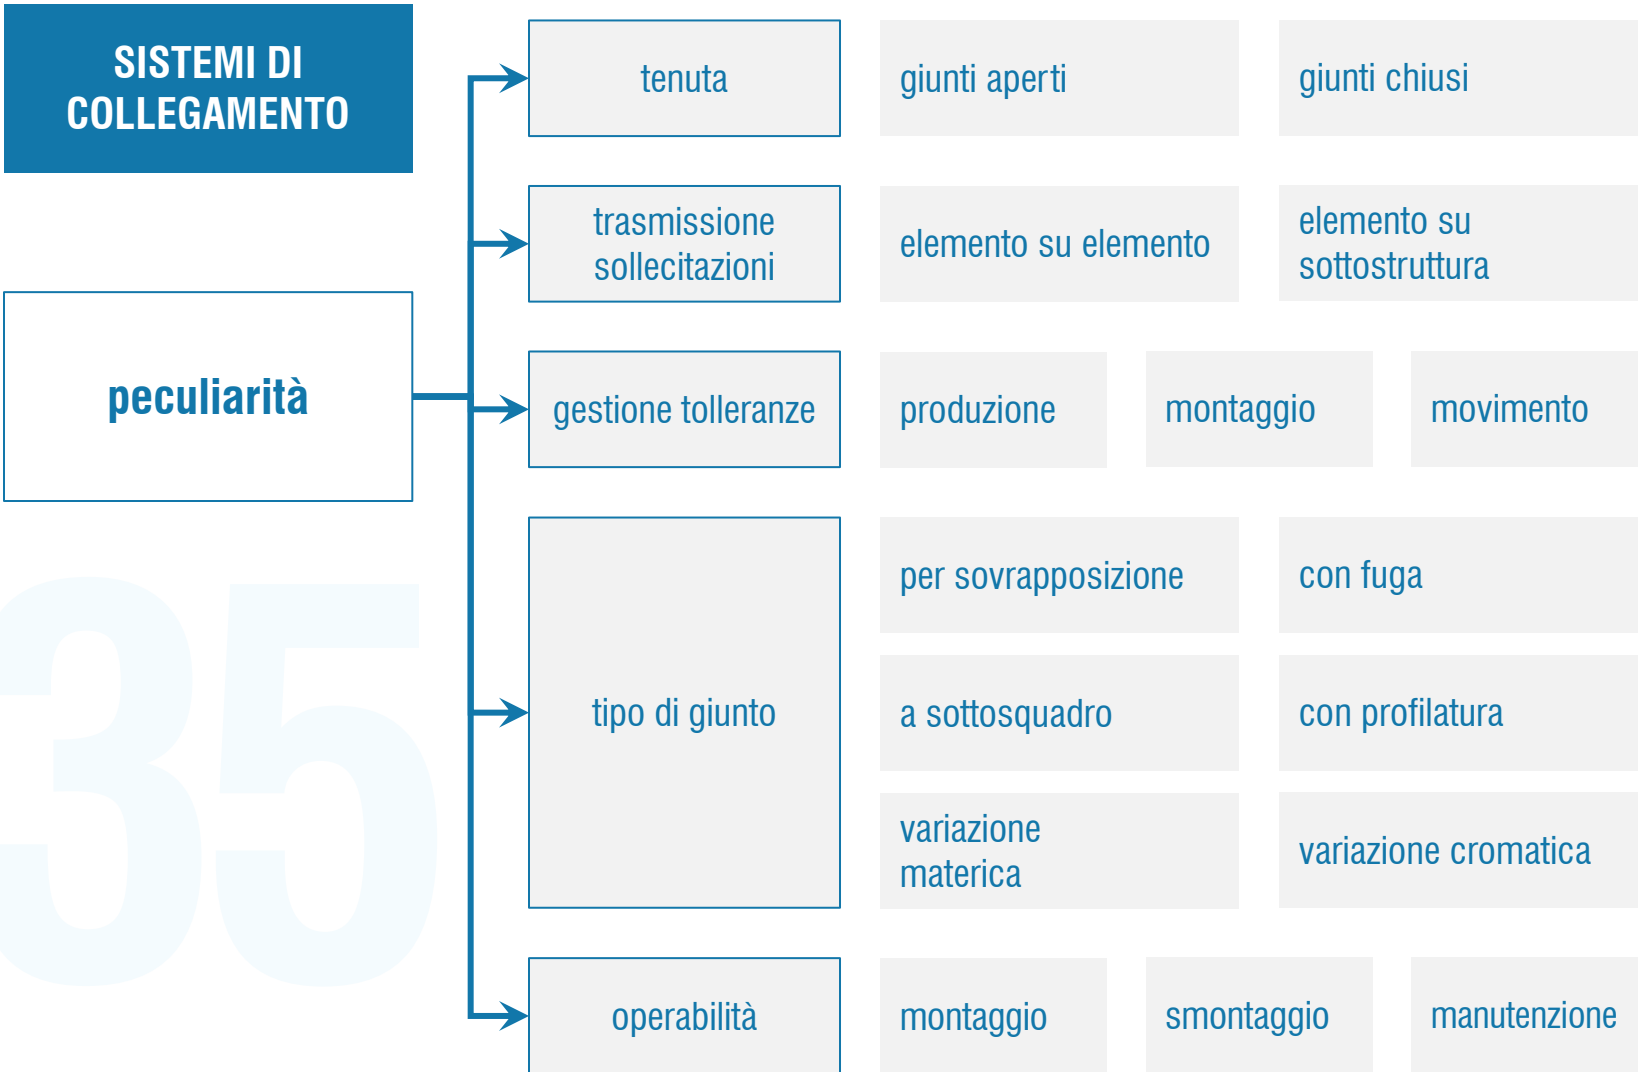 SISTEMI DI
COLLEGAMENTO
peculiarità
35
tenuta
giunti aperti
giunti chiusi
trasmissione
sollecitazioni
elemento su elemento
elemento su
sottostruttura
gestione tolleranze
produzione
montaggio
movimento
tipo di giunto
per sovrapposizione
con fuga
a sottosquadro
con profilatura
variazione
materica
variazione cromatica
operabilità
montaggio
smontaggio
manutenzione